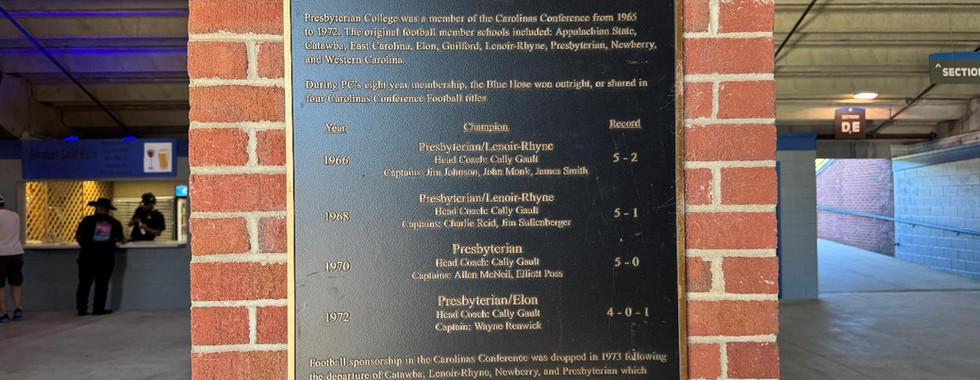 Presbyterian College was a member of the Carolinas Conference from 1965
to 1972. The original football member schools included: Appalachian State,
Catawba, East Carolina, Elon, Guilford, Lenoir-Rhyne, Presbyterian, Newberry,
and Western Carolina.
During PC's eight year membership, the Blue Hose won outright, or shared in
four Carolinas Conference Football titles
Year Champion Record
Presbyterian/Lenoir-Rhyne
1966 Head Coach: Cally Gault 5 - 2
Captains: Jim Johnson, John Monk, James Smith
Presbyterian/Lenoir-Rhyne
1968 Head Coach: Cally Gault 5 - 1
Captains: Charlie Reid, Jim Sullenberger
Presbyterian
1970 Head Coach: Cally Gault 5 - 0
Captains: Allen McNeil, Elliott Poss
Presbyterian/Elon
1972 Head Coach: Cally Gault 4 - 0 - 1
Captain: Wayne Renwick
Football sponsorship in the Carolinas Conference was dropped in 1973 following
the departure of Catawba, Lenoir-Rhyne, Newberry, and Presbyterian which
^SECTION
SECTIONS
D,E